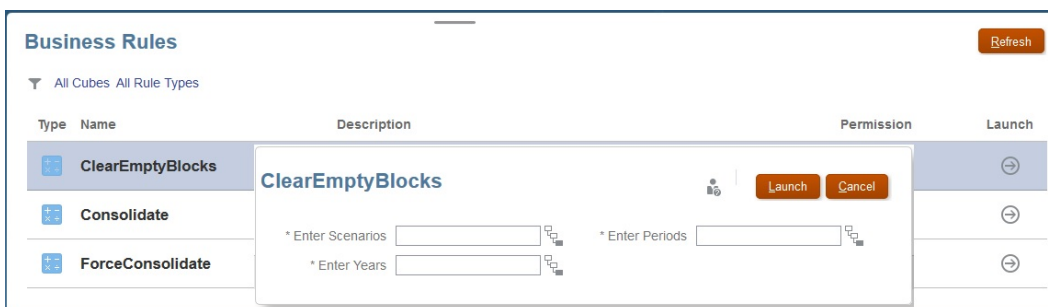 Business Rules
Refresh
All Cubes All Rule Types
Type Name Description Permission Launch
ClearEmptyBlocks
ClearEmptyBlocks
Launch Cancel
Consolidate
* Enter Scenarios * Enter Periods
* Enter Years
ForceConsolidate